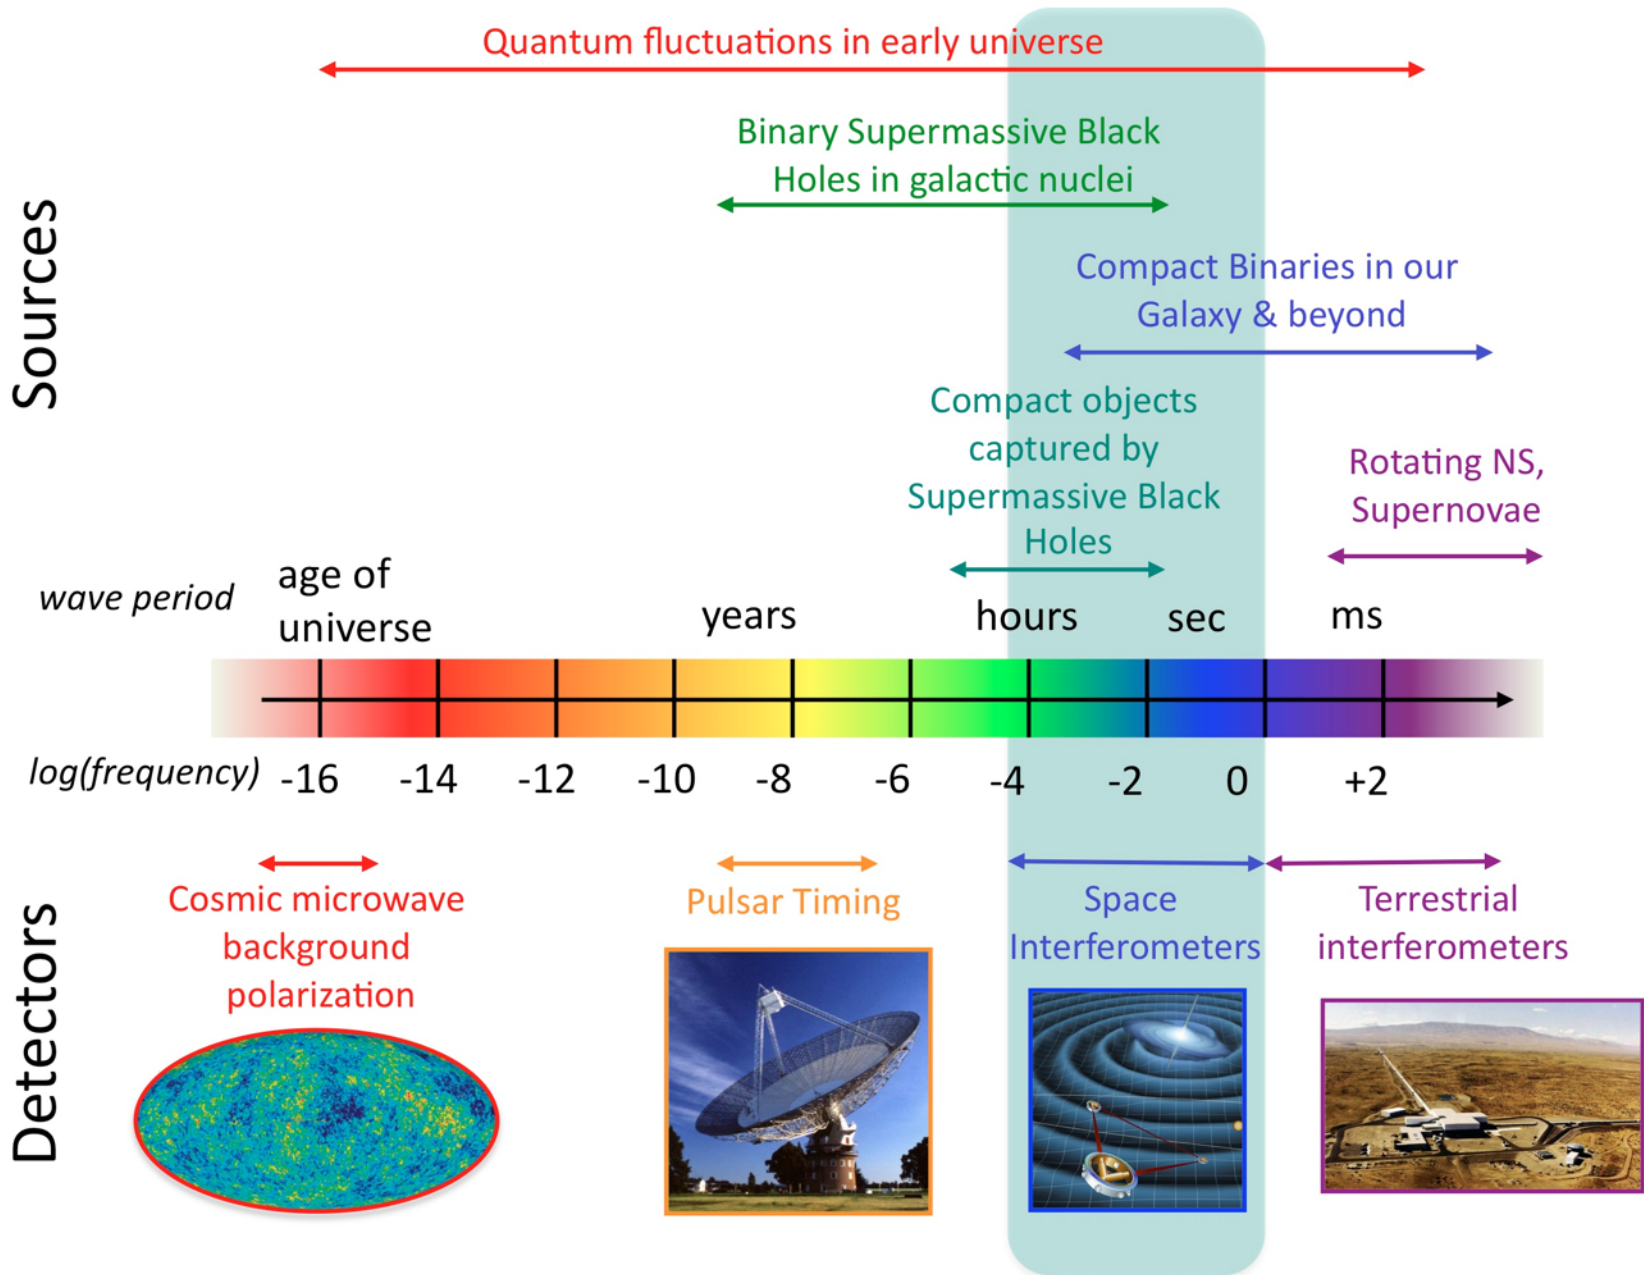 Quantum fluctuations in early universe
Binary Supermassive Black
Holes in galactic nuclei
Sources
Compact Binaries in our
Galaxy & beyond
Compact objects
captured by
Supermassive Black
Holes
Rotating NS,
Supernovae
wave period
age of
universe
years
hours
sec
ms
log(frequency)
-16
-14
-12
-10
-8
-6
-4
-2
0
+2
Detectors
Cosmic microwave
background
polarization
Pulsar Timing
Space
Interferometers
Terrestrial
interferometers